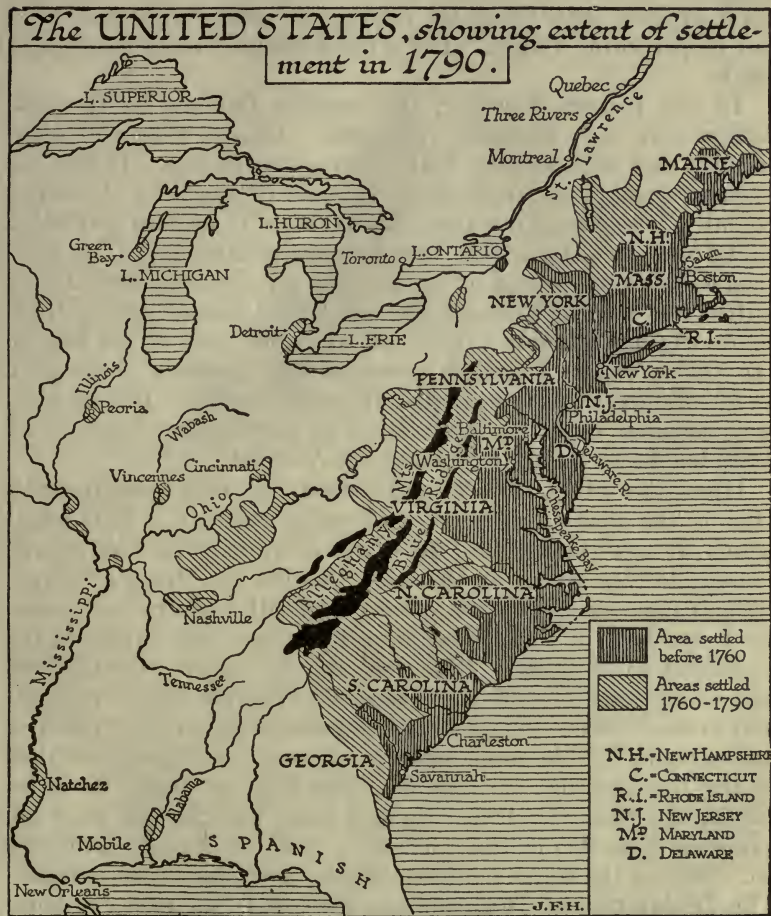 The UNITED STATES, showing extent of settle-
ment in 1790.
L. SUPERIOR
Quebec
Three Rivers
Montreal
St. Lawrence
MAINE
L. HURON
N.H.
Green
Bay
Toronto
L. ONTARIO
Salem
L. MICHIGAN
MASS.
Boston
NEW YORK
Detroit
L. ERIE
C.
R.I.
New York
PENNSYLVANIA
Illinois
Peoria
N.J.
Philadelphia
Wabash
Baltimore
MD
Washington
D.
Delaware R.
Cincinnati
Vincennes
Ohio
VIRGINIA
Chesapeake Bay
Alleghany Mts
Blue Ridge
N. CAROLINA
Nashville
Mississippi
Tennessee
S. CAROLINA
Charleston
GEORGIA
Savannah
Natchez
Alabama
Mobile
SPANISH
New Orleans
Area settled
before 1760
Areas settled
1760-1790
N.H.=NEW HAMPSHIRE
C.=CONNECTICUT
R.I.=RHODE ISLAND
N.J. NEW JERSEY
MD MARYLAND
D. DELAWARE
J.F.H.